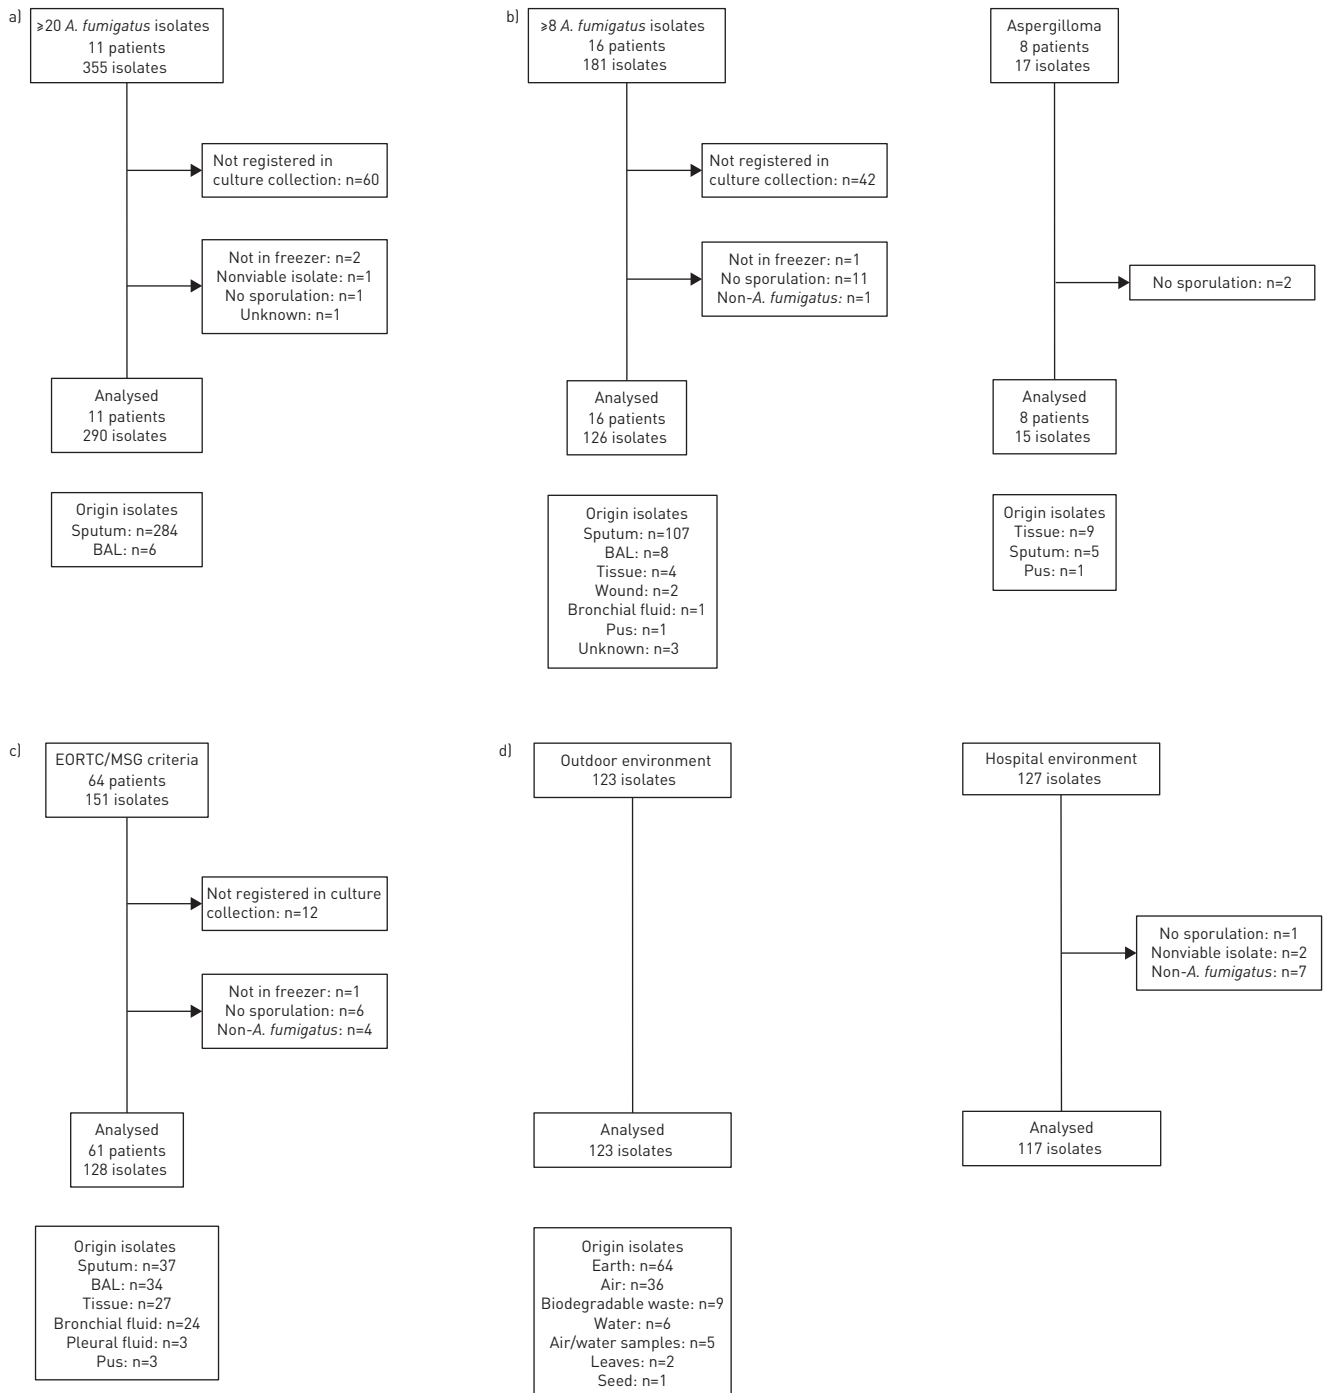 a)
⩾20 A. fumigatus isolates
11 patients
355 isolates
Not registered in
culture collection: n=60
Not in freezer: n=2
Nonviable isolate: n=1
No sporulation: n=1
Unknown: n=1
Analysed
11 patients
290 isolates
Origin isolates
Sputum: n=284
BAL: n=6
b)
⩾8 A. fumigatus isolates
16 patients
181 isolates
Not registered in
culture collection: n=42
Not in freezer: n=1
No sporulation: n=11
Non-A. fumigatus: n=1
Analysed
16 patients
126 isolates
Origin isolates
Sputum: n=107
BAL: n=8
Tissue: n=4
Wound: n=2
Bronchial fluid: n=1
Pus: n=1
Unknown: n=3
Aspergilloma
8 patients
17 isolates
No sporulation: n=2
Analysed
8 patients
15 isolates
Origin isolates
Tissue: n=9
Sputum: n=5
Pus: n=1
c)
EORTC/MSG criteria
64 patients
151 isolates
Not registered in culture
collection: n=12
Not in freezer: n=1
No sporulation: n=6
Non-A. fumigatus: n=4
Analysed
61 patients
128 isolates
Origin isolates
Sputum: n=37
BAL: n=34
Tissue: n=27
Bronchial fluid: n=24
Pleural fluid: n=3
Pus: n=3
d)
Outdoor environment
123 isolates
Analysed
123 isolates
Origin isolates
Earth: n=64
Air: n=36
Biodegradable waste: n=9
Water: n=6
Air/water samples: n=5
Leaves: n=2
Seed: n=1
Hospital environment
127 isolates
No sporulation: n=1
Nonviable isolate: n=2
Non-A. fumigatus: n=7
Analysed
117 isolates